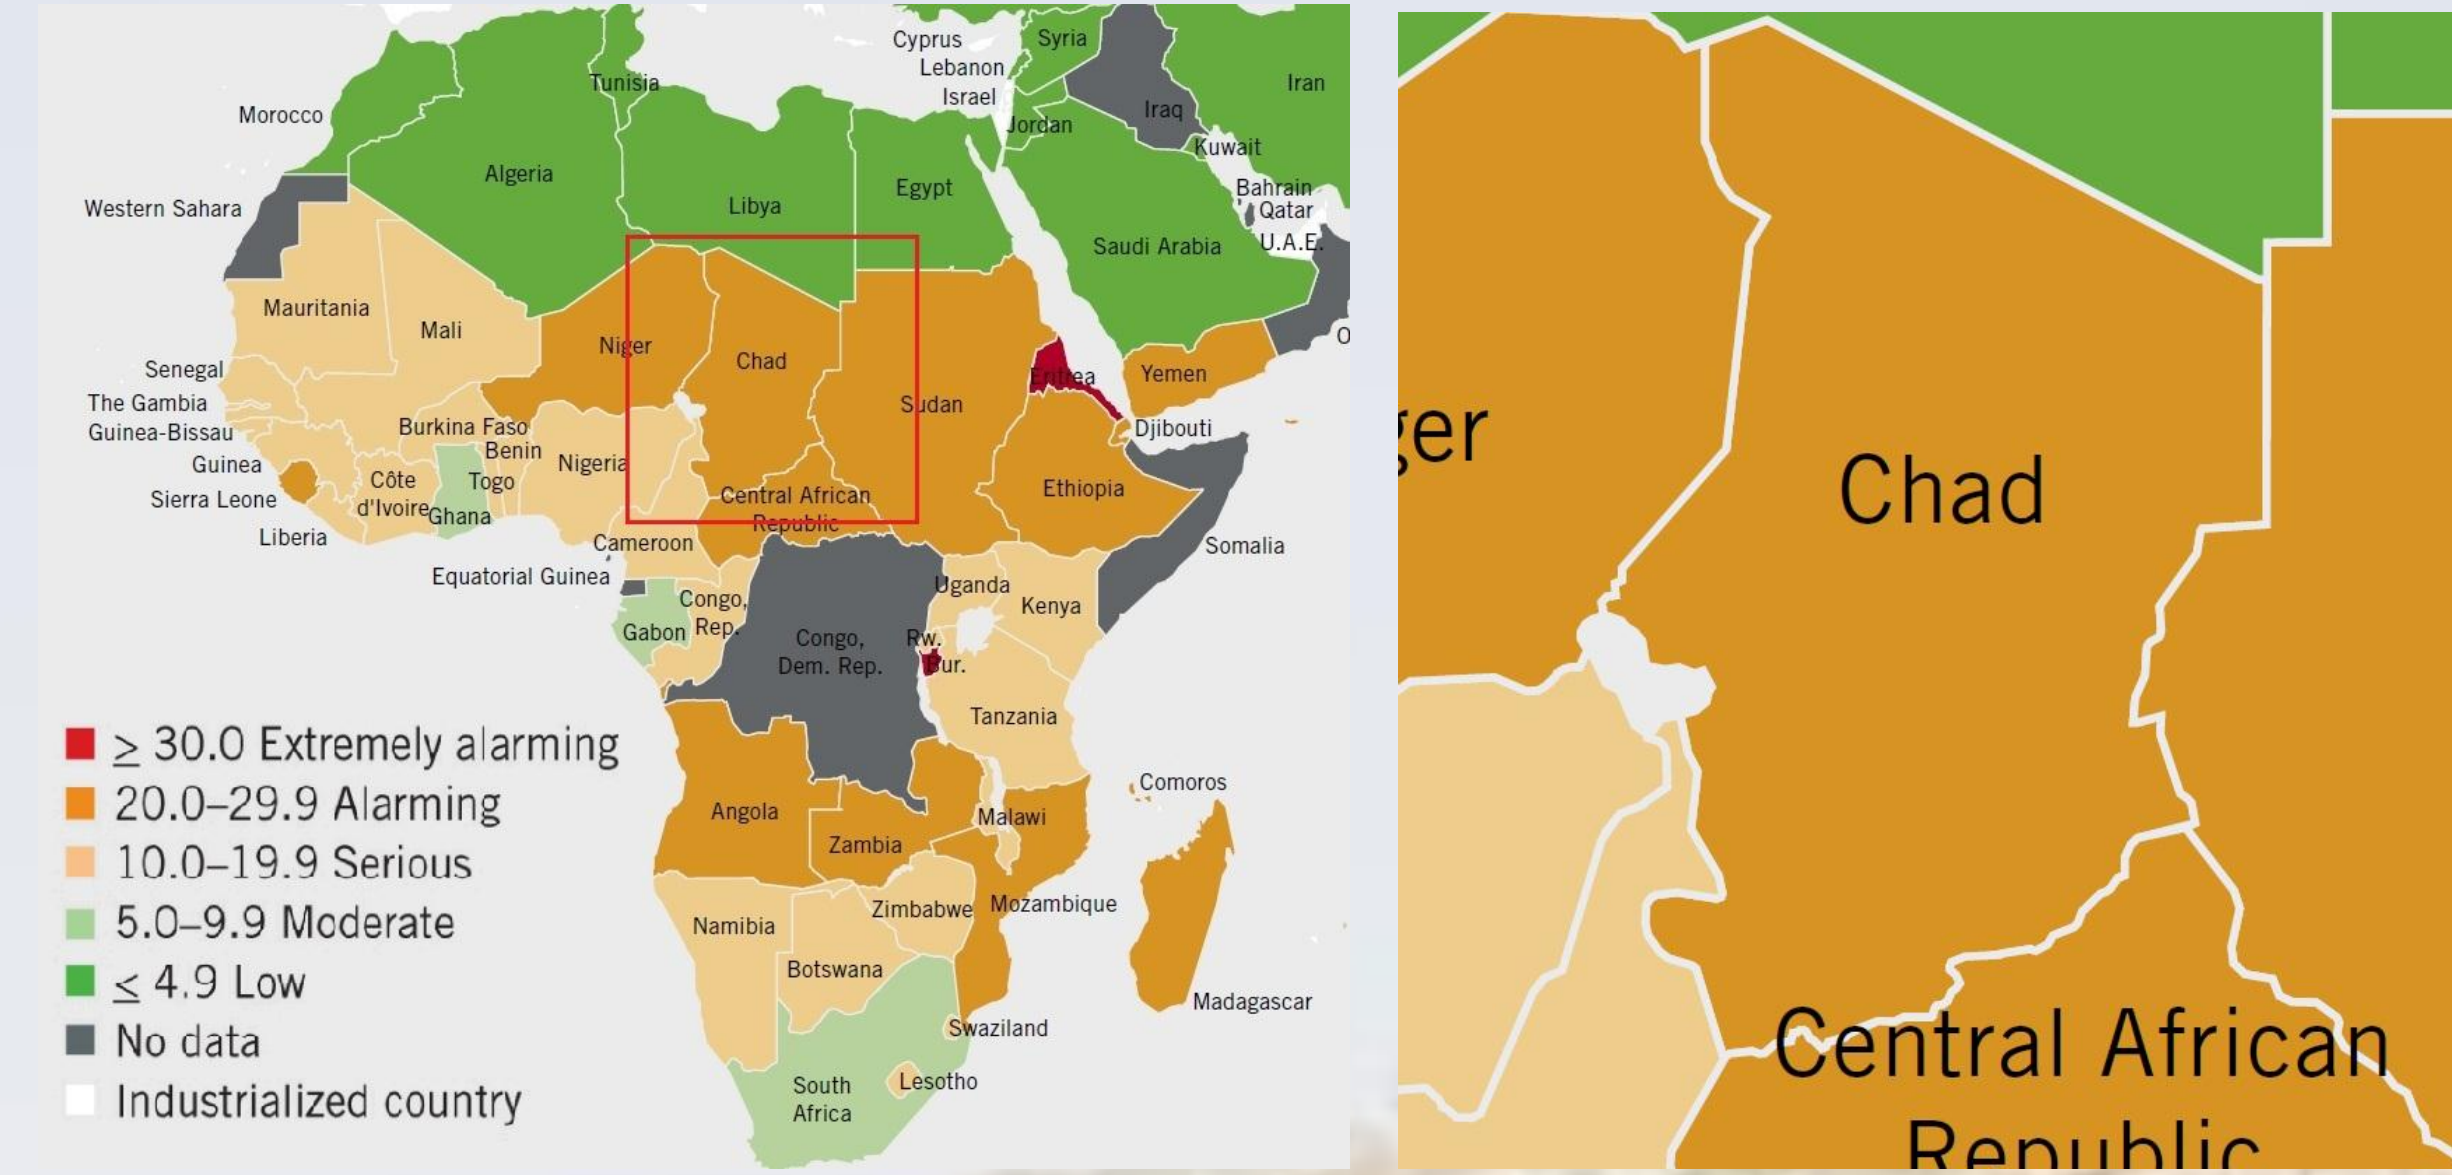 Cyprus
Syria
Lebanon
Tunisia
Iran
Israel
Iraq
Morocco
Jordan
Kuwait
Algeria
Egypt
Bahrain
Libya
Western Sahara
Qatar
Saudi Arabia
U.A.E.
Mauritania
Mali
O
Niger
Chad
Senegal
Eritrea
Yemen
The Gambia
Sudan
Burkina Faso
Djibouti
Guinea-Bissau
Benin
Guinea
Nigeria
Côte
d'Ivoire
Togo
Ethiopia
Central African
Republic
Sierra Leone
Ghana
Liberia
Cameroon
Somalia
Equatorial Guinea
Uganda
Congo,
Rep.
Kenya
Gabon
Congo,
Dem. Rep.
Rw.
Bur.
Tanzania
Comoros
Angola
Malawi
Zambia
Mozambique
Zimbabwe
Namibia
Botswana
Madagascar
Swaziland
South
Africa
Lesotho
≥ 30.0 Extremely alarming
20.0–29.9 Alarming
10.0–19.9 Serious
5.0–9.9 Moderate
≤ 4.9 Low
No data
Industrialized country
ger
Chad
Central African
Republic